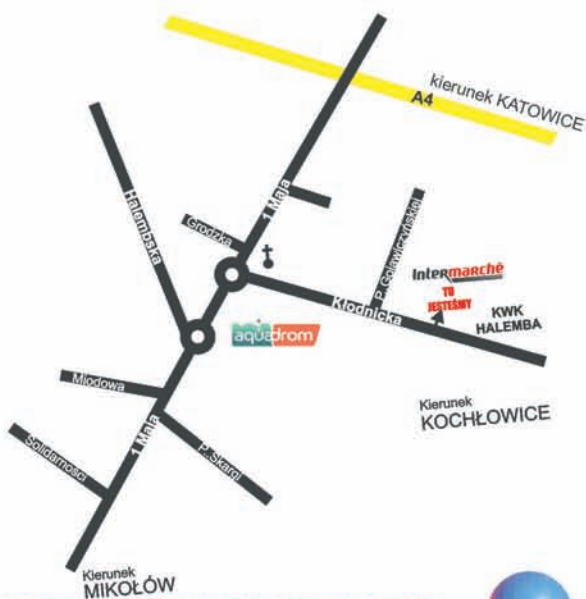 kierunek KATOWICE
A4
1 Maja
Halembska
Grodzka
P. Goławiczyńskiej
Intermarché
TU
JESTEŚMY
KWK
HALEMBA
Kłodnicka
aquadrom
Miodowa
Kierunek
KOCHŁOWICE
1 Maja
P. Skargi
Solidarności
Kierunek
MIKOŁÓW